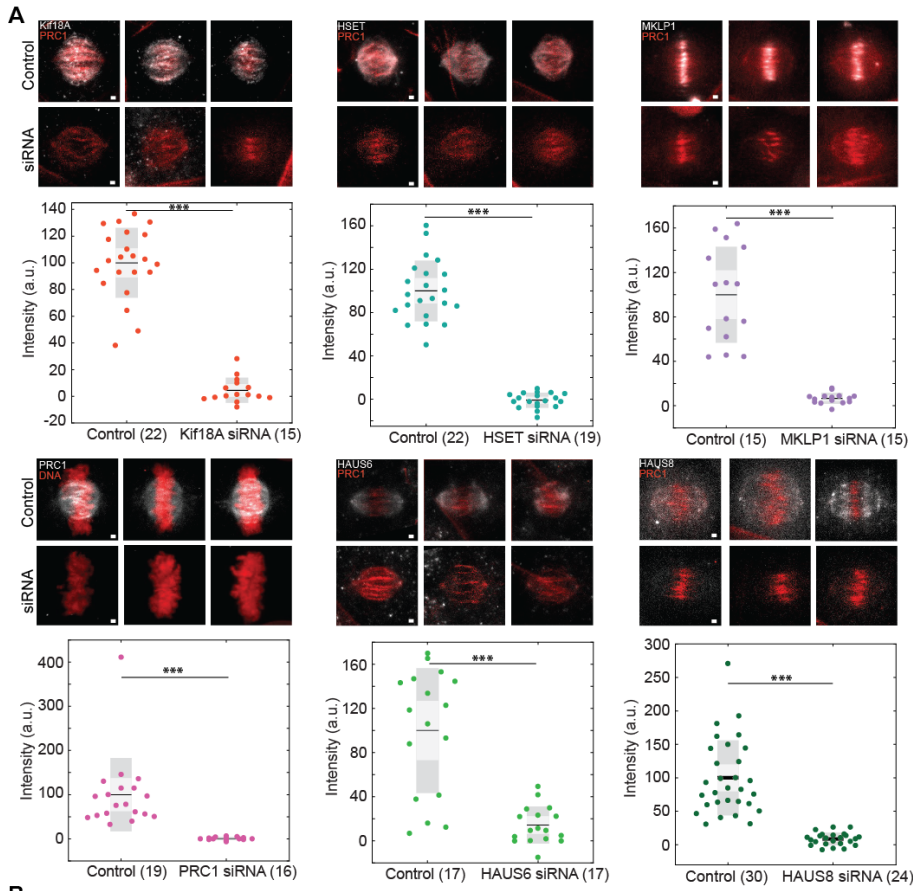 A
Kif18A
PRC1
HSET
PRC1
MKLP1
PRC1
Control
siRNA
***
140
120
100
80
60
40
20
0
-20
Intensity (a.u.)
Control (22)
Kif18A siRNA (15)
***
160
120
80
40
0
Intensity (a.u.)
Control (22)
HSET siRNA (19)
***
160
120
80
40
0
Intensity (a.u.)
Control (15)
MKLP1 siRNA (15)
PRC1
DNA
HAUS6
PRC1
HAUS8
PRC1
Control
siRNA
***
400
300
200
100
0
Intensity (a.u.)
Control (19)
PRC1 siRNA (16)
***
160
120
80
40
0
Intensity (a.u.)
Control (17)
HAUS6 siRNA (17)
***
300
250
200
150
100
50
0
Intensity (a.u.)
Control (30)
HAUS8 siRNA (24)